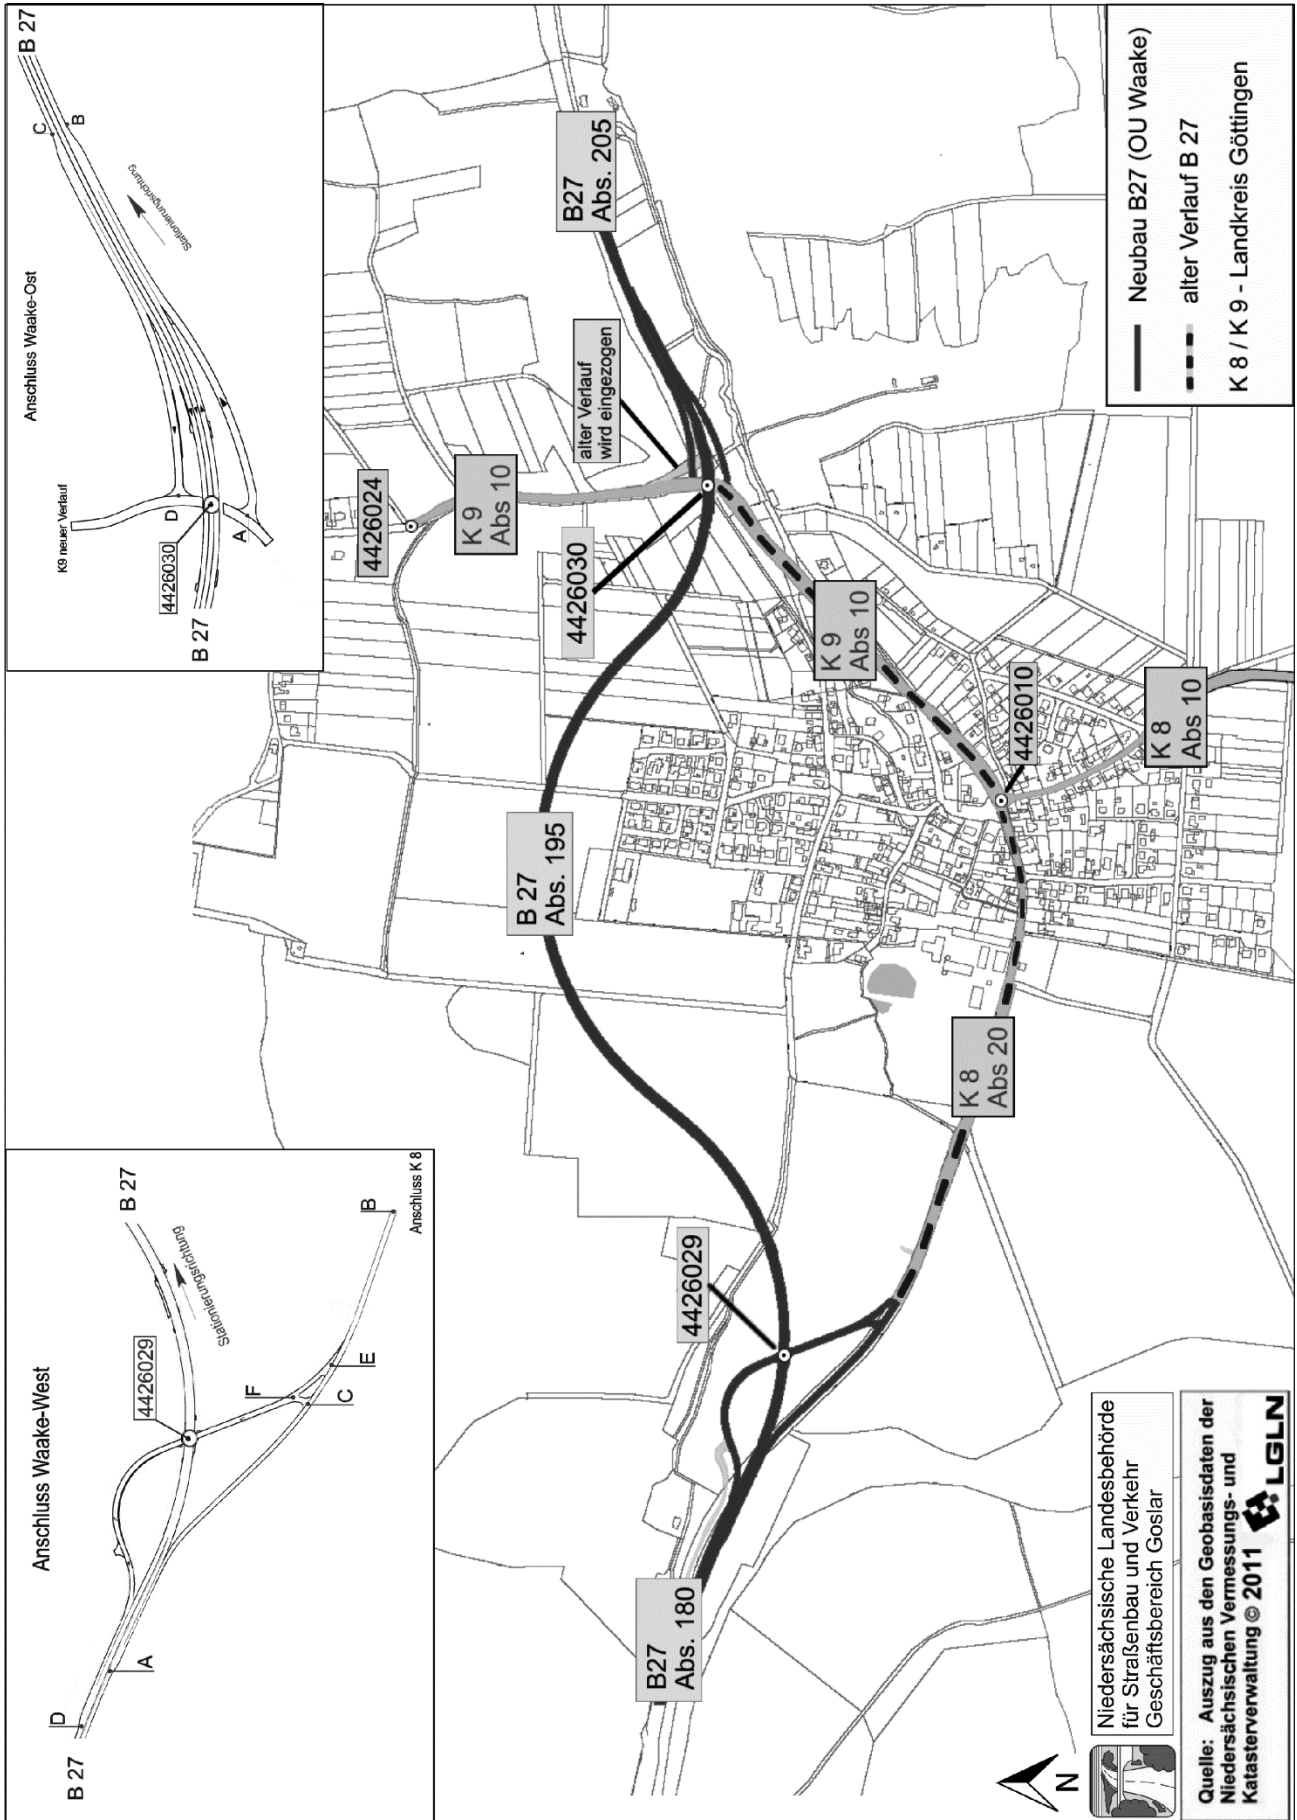 Anschluss Waake-West
B 27
D
A
4426029
F
C
E
B
B 27
Stationierungsrichtung
Anschluss K 8
Anschluss Waake-Ost
K9 neuer Verlauf
4426030
B 27
D
A
Stationierungsrichtung
C
B
B 27
B27
Abs. 180
4426029
B 27
Abs. 195
4426030
4426024
K 9
Abs 10
alter Verlauf
wird eingezogen
B27
Abs. 205
K 9
Abs 10
4426010
K 8
Abs 10
K 8
Abs 20
N
Niedersächsische Landesbehörde
für Straßenbau und Verkehr
Geschäftsbereich Goslar
Quelle: Auszug aus den Geobasisdaten der
Niedersächsischen Vermessungs- und
Katasterverwaltung © 2011
LGLN
Neubau B27 (OU Waake)
alter Verlauf B 27
K 8 / K 9 - Landkreis Göttingen